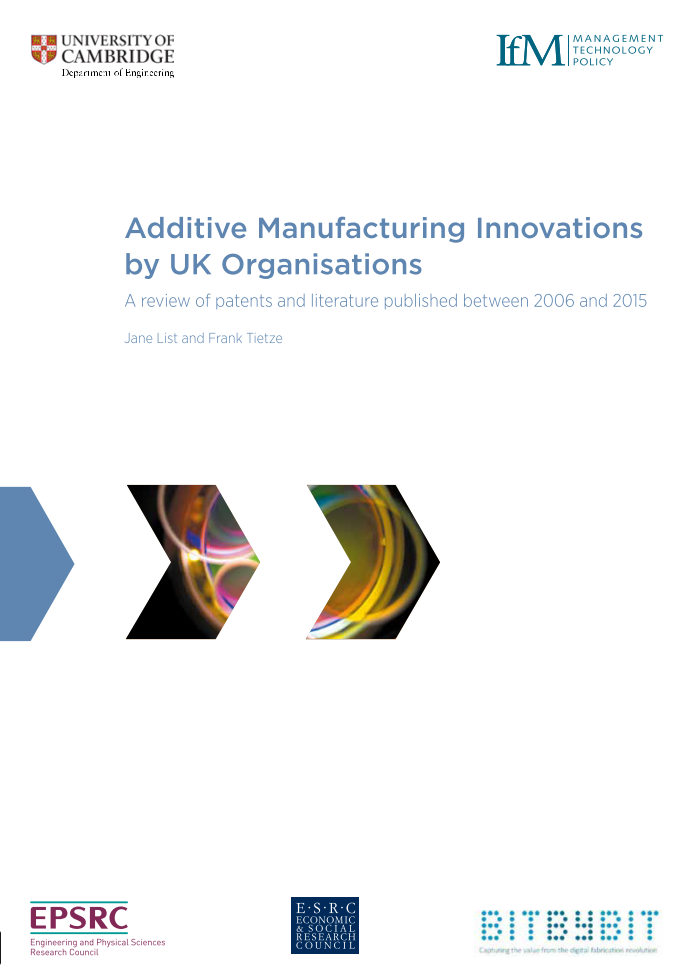 UNIVERSITY OF
CAMBRIDGE
Department of Engineering
IfM
MANAGEMENT
TECHNOLOGY
POLICY
Additive Manufacturing Innovations
by UK Organisations
A review of patents and literature published between 2006 and 2015
Jane List and Frank Tietze
EPSRC
Engineering and Physical Sciences
Research Council
E·S·R·C
ECONOMIC
& SOCIAL
RESEARCH
COUNCIL
BITBYBIT
Capturing the value from the digital fabrication revolution